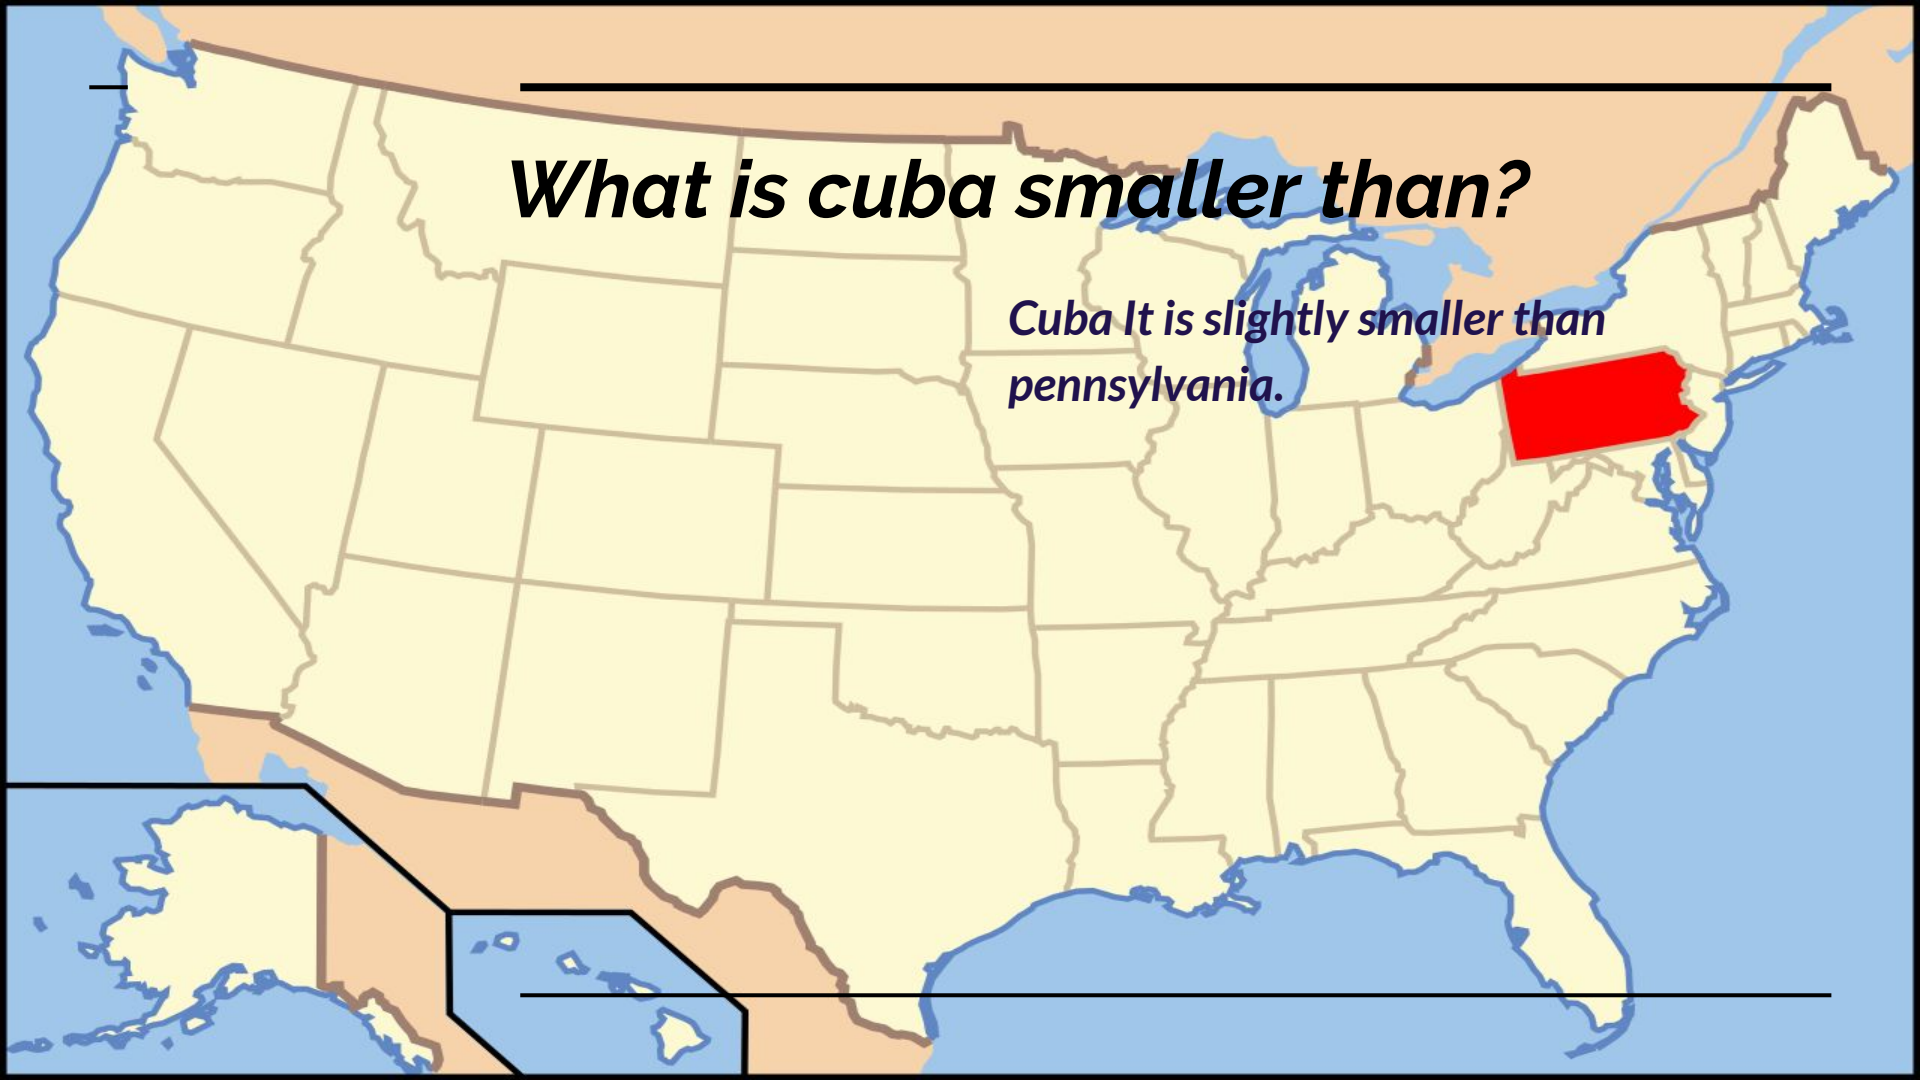 What is cuba smaller than?
Cuba It is slightly smaller than
pennsylvania.